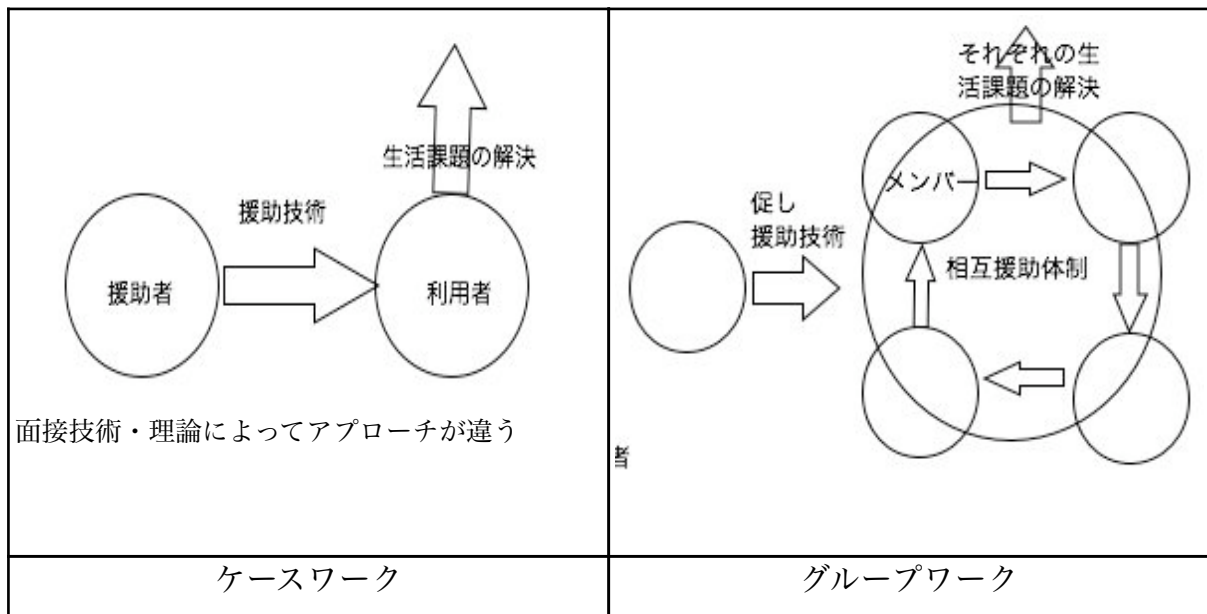 生活課題の解決
援助技術
援助者
利用者
面接技術・理論によってアプローチが違う
ケースワーク
それぞれの生
活課題の解決
メンバー
促し
援助技術
相互援助体制
者
グループワーク